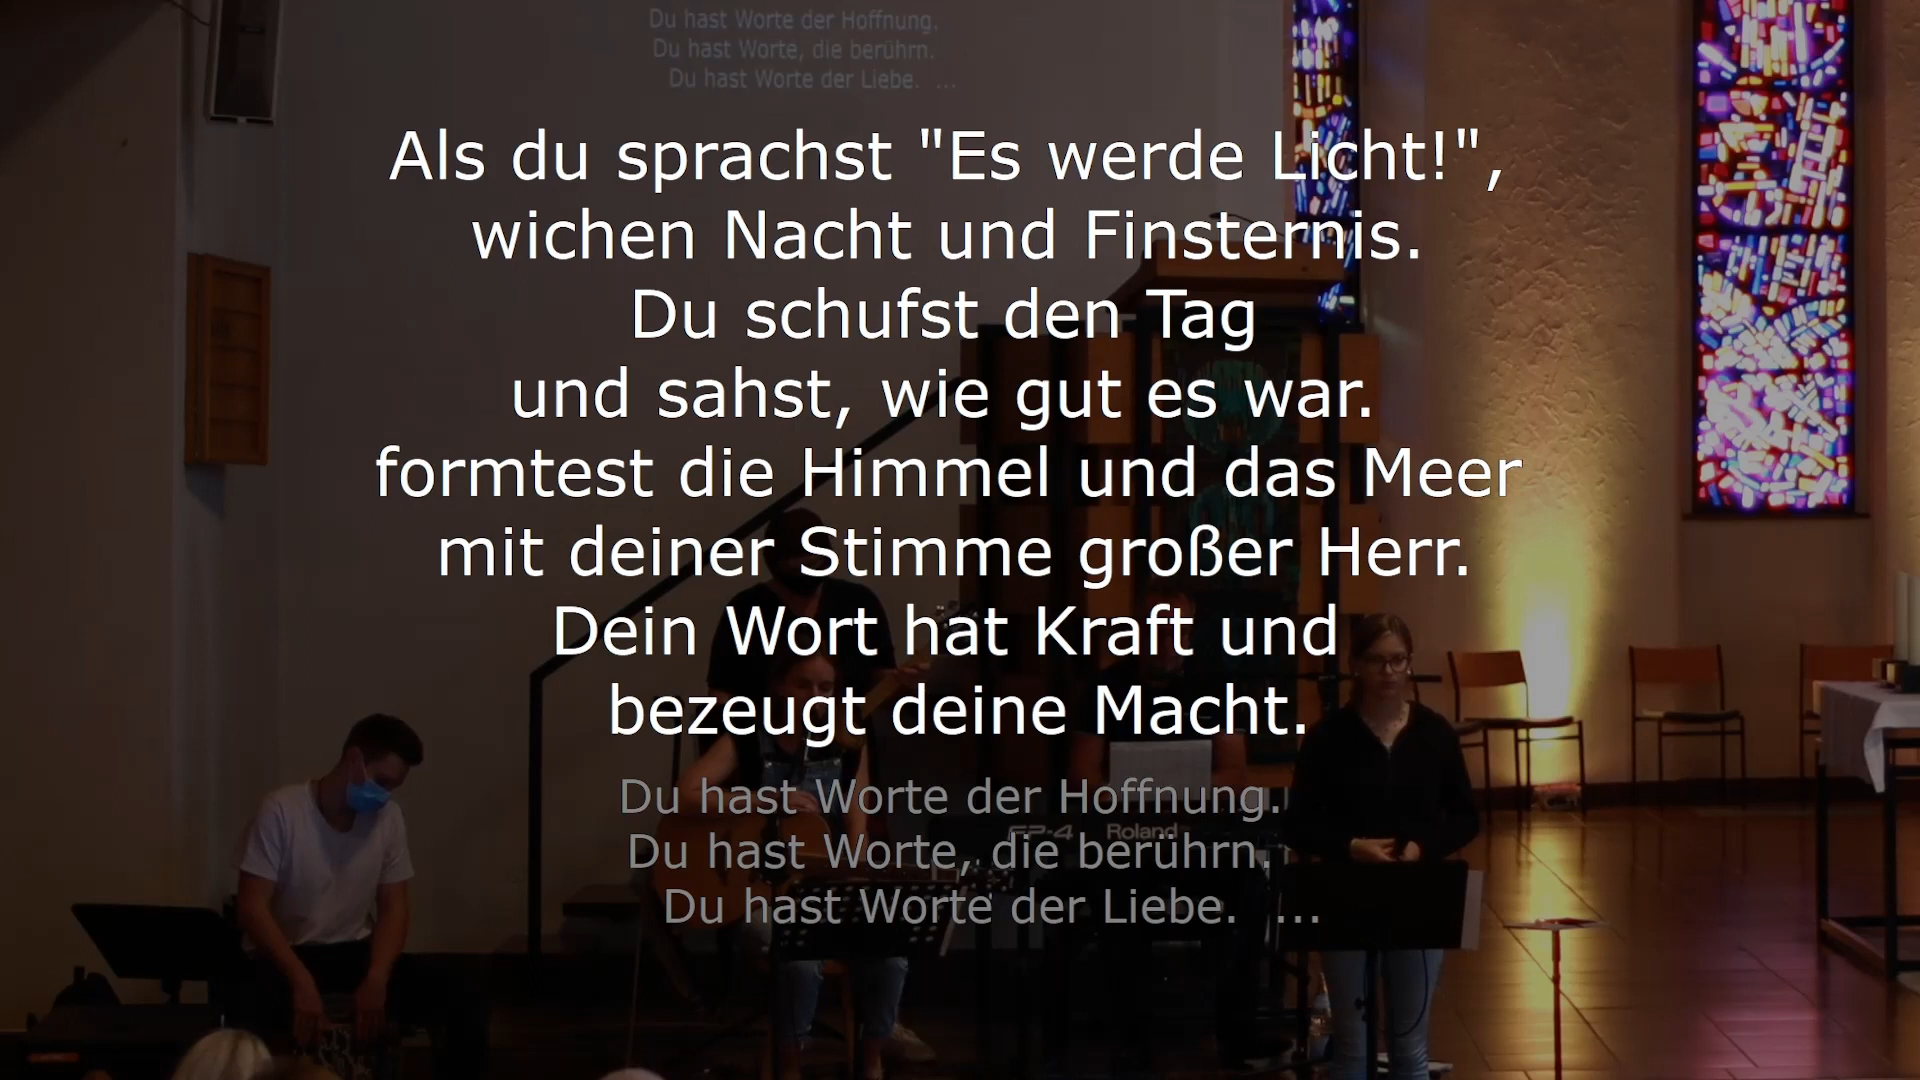 Du hast Worte der Hoffnung.
Du hast Worte, die berührn.
Du hast Worte der Liebe. ...
Als du sprachst "Es werde Licht!",
wichen Nacht und Finsternis.
Du schufst den Tag
und sahst, wie gut es war.
formtest die Himmel und das Meer
mit deiner Stimme großer Herr.
Dein Wort hat Kraft und
bezeugt deine Macht.
Du hast Worte der Hoffnung.
FP-4 Roland
Du hast Worte, die berührn.
Du hast Worte der Liebe. ...